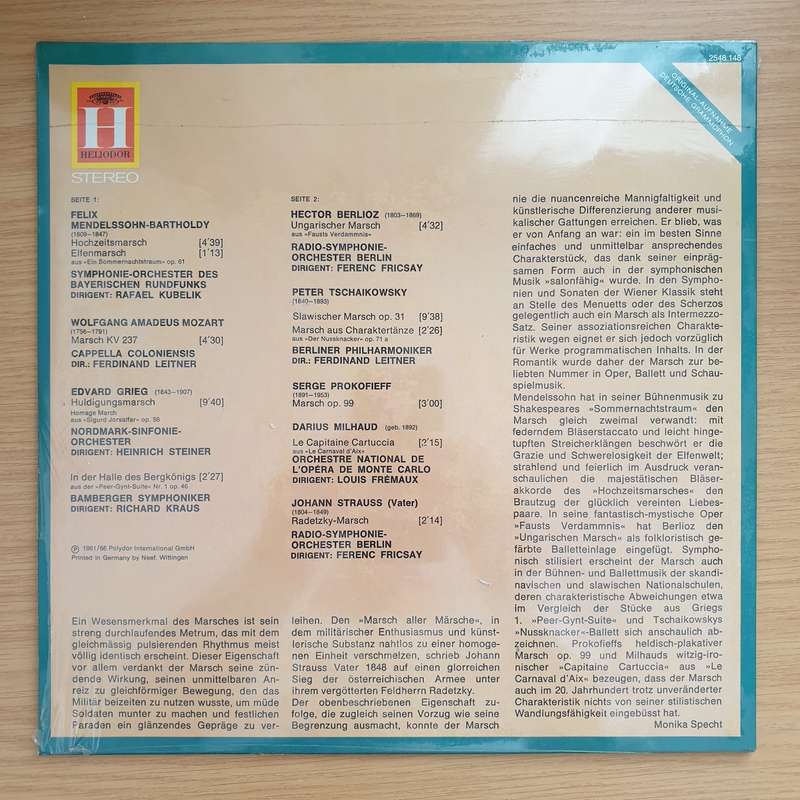 2548 148
ORIGINAL-AUFNAHME
DEUTSCHE GRAMMOPHON
H
HELIODOR
STEREO
SEITE 1:
FELIX
MENDELSSOHN-BARTHOLDY
(1809—1847)
Hochzeitsmarsch [4'39]
Elfenmarsch [1'13]
aus »Ein Sommernachtstraum« op. 61
SYMPHONIE-ORCHESTER DES
BAYERISCHEN RUNDFUNKS
DIRIGENT: RAFAEL KUBELIK
WOLFGANG AMADEUS MOZART
(1756—1791)
Marsch KV 237 [4'30]
CAPPELLA COLONIENSIS
DIR.: FERDINAND LEITNER
EDVARD GRIEG (1843—1907)
Huldigungsmarsch [9'40]
Homage March
aus »Sigurd Jorsalfar« op. 56
NORDMARK-SINFONIE-
ORCHESTER
DIRIGENT: HEINRICH STEINER
In der Halle des Bergkönigs [2'27]
aus der »Peer-Gynt-Suite« Nr. 1 op. 46
BAMBERGER SYMPHONIKER
DIRIGENT: RICHARD KRAUS
Ⓟ 1961/66 Polydor International GmbH
Printed in Germany by Neef, Wittingen
SEITE 2:
HECTOR BERLIOZ (1803—1869)
Ungarischer Marsch [4'32]
aus »Fausts Verdammnis«
RADIO-SYMPHONIE-
ORCHESTER BERLIN
DIRIGENT: FERENC FRICSAY
PETER TSCHAIKOWSKY
(1840—1893)
Slawischer Marsch op. 31 [9'38]
Marsch aus Charaktertänze [2'26]
aus »Der Nussknacker« op. 71 a
BERLINER PHILHARMONIKER
DIR.: FERDINAND LEITNER
SERGE PROKOFIEFF
(1891—1953)
Marsch op. 99 [3'00]
DARIUS MILHAUD (geb. 1892)
Le Capitaine Cartuccia [2'15]
aus »Le Carnaval d'Aix«
ORCHESTRE NATIONAL DE
L'OPÉRA DE MONTE CARLO
DIRIGENT: LOUIS FRÉMAUX
JOHANN STRAUSS (Vater)
(1804—1849)
Radetzky-Marsch [2'14]
RADIO-SYMPHONIE-
ORCHESTER BERLIN
DIRIGENT: FERENC FRICSAY
Ein Wesensmerkmal des Marsches ist sein
streng durchlaufendes Metrum, das mit dem
gleichmässig pulsierenden Rhythmus meist
völlig identisch erscheint. Dieser Eigenschaft
vor allem verdankt der Marsch seine zün-
dende Wirkung, seinen unmittelbaren An-
reiz zu gleichförmiger Bewegung, den das
Militär beizeiten zu nutzen wusste, um müde
Soldaten munter zu machen und festlichen
Paraden ein glänzendes Gepräge zu ver-
leihen. Den »Marsch aller Märsche«, in
dem militärischer Enthusiasmus und künst-
lerische Substanz nahtlos zu einer homoge-
nen Einheit verschmelzen, schrieb Johann
Strauss Vater 1848 auf einen glorreichen
Sieg der österreichischen Armee unter
ihrem vergötterten Feldherrn Radetzky.
Der obenbeschriebenen Eigenschaft zu-
folge, die zugleich seinen Vorzug wie seine
Begrenzung ausmacht, konnte der Marsch
nie die nuancenreiche Mannigfaltigkeit und
künstlerische Differenzierung anderer musi-
kalischer Gattungen erreichen. Er blieb, was
er von Anfang an war: ein im besten Sinne
einfaches und unmittelbar ansprechendes
Charakterstück, das dank seiner einpräg-
samen Form auch in der symphonischen
Musik »salonfähig« wurde. In den Sympho-
nien und Sonaten der Wiener Klassik steht
an Stelle des Menuetts oder des Scherzos
gelegentlich auch ein Marsch als Intermezzo-
Satz. Seiner assoziationsreichen Charakte-
ristik wegen eignet er sich jedoch vorzüglich
für Werke programmatischen Inhalts. In der
Romantik wurde daher der Marsch zur be-
liebten Nummer in Oper, Ballett und Schau-
spielmusik.
Mendelssohn hat in seiner Bühnenmusik zu
Shakespeares »Sommernachtstraum« den
Marsch gleich zweimal verwandt: mit
federndem Bläserstaccato und leicht hinge-
tupften Streicherklängen beschwört er die
Grazie und Schwerelosigkeit der Elfenwelt;
strahlend und feierlich im Ausdruck veran-
schaulichen die majestätischen Bläser-
akkorde des »Hochzeitsmarsches« den
Brautzug der glücklich vereinten Liebes-
paare. In seine fantastisch-mystische Oper
»Fausts Verdammnis« hat Berlioz den
»Ungarischen Marsch« als folkloristisch ge-
färbte Balletteinlage eingefügt. Sympho-
nisch stilisiert erscheint der Marsch auch
in der Bühnen- und Ballettmusik der skandi-
navischen und slawischen Nationalschulen,
deren charakteristische Abweichungen etwa
im Vergleich der Stücke aus Griegs
1. »Peer-Gynt-Suite« und Tschaikowskys
»Nussknacker«-Ballett sich anschaulich ab-
zeichnen. Prokofieffs heldisch-plakativer
Marsch op. 99 und Milhauds witzig-iro-
nischer »Capitaine Cartuccia« aus »Le
Carnaval d'Aix« bezeugen, dass der Marsch
auch im 20. Jahrhundert trotz unveränderter
Charakteristik nichts von seiner stilistischen
Wandlungsfähigkeit eingebüsst hat.
Monika Specht